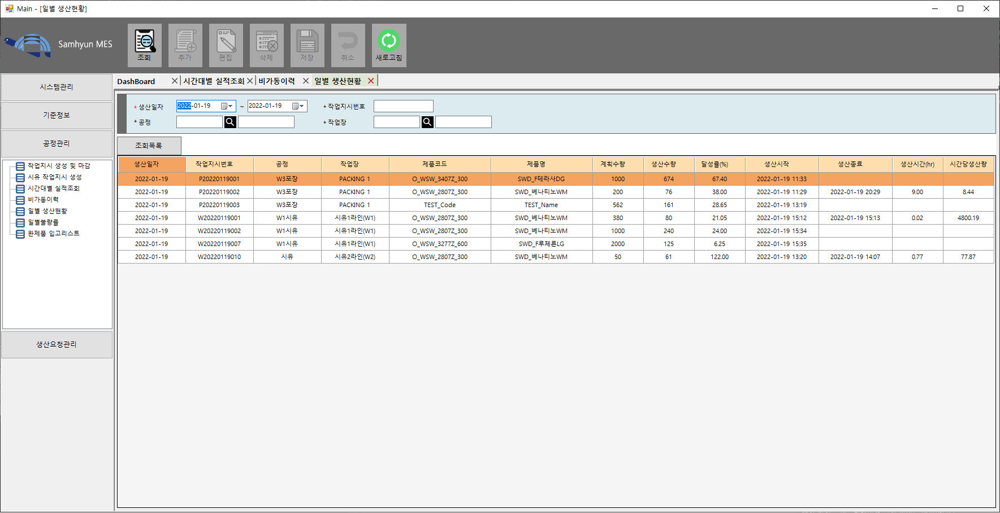 Main - [일별 생산현황]
Samhyun MES
조회 추가 편집 삭제 저장 취소 새로고침
시스템관리
기준정보
공정관리
작업지시 생성 및 마감
시유 작업지시 생성
시간대별 실적조회
비가동이력
일별 생산현황
일별불량률
완제품 입고리스트
생산요청관리
DashBoard 시간대별 실적조회 비가동이력 일별 생산현황
* 생산일자 2022-01-19 ~ 2022-01-19 * 작업지시번호
* 공정 * 작업장
조회목록
생산일자 작업지시번호 공정 작업장 제품코드 제품명 계획수량 생산수량 달성률(%) 생산시작 생산종료 생산시간(hr) 시간당생산량
2022-01-19 P20220119001 W3포장 PACKING 1 O_WSW_3407Z_300 SWD_F테라사DG 1000 674 67.40 2022-01-19 11:33
2022-01-19 P20220119002 W3포장 PACKING 1 O_WSW_2807Z_300 SWD_베나티노WM 200 76 38.00 2022-01-19 11:29 2022-01-19 20:29 9.00 8.44
2022-01-19 P20220119003 W3포장 PACKING 1 TEST_Code TEST_Name 562 161 28.65 2022-01-19 13:19
2022-01-19 W20220119001 W1시유 시유1라인(W1) O_WSW_2807Z_300 SWD_베나티노WM 380 80 21.05 2022-01-19 15:12 2022-01-19 15:13 0.02 4800.19
2022-01-19 W20220119002 W1시유 시유1라인(W1) O_WSW_2807Z_300 SWD_베나티노WM 1000 240 24.00 2022-01-19 15:34
2022-01-19 W20220119007 W1시유 시유1라인(W1) O_WSW_3277Z_600 SWD_F루체른LG 2000 125 6.25 2022-01-19 15:35
2022-01-19 W20220119010 시유 시유2라인(W2) O_WSW_2807Z_300 SWD_베나티노WM 50 61 122.00 2022-01-19 13:20 2022-01-19 14:07 0.77 77.87